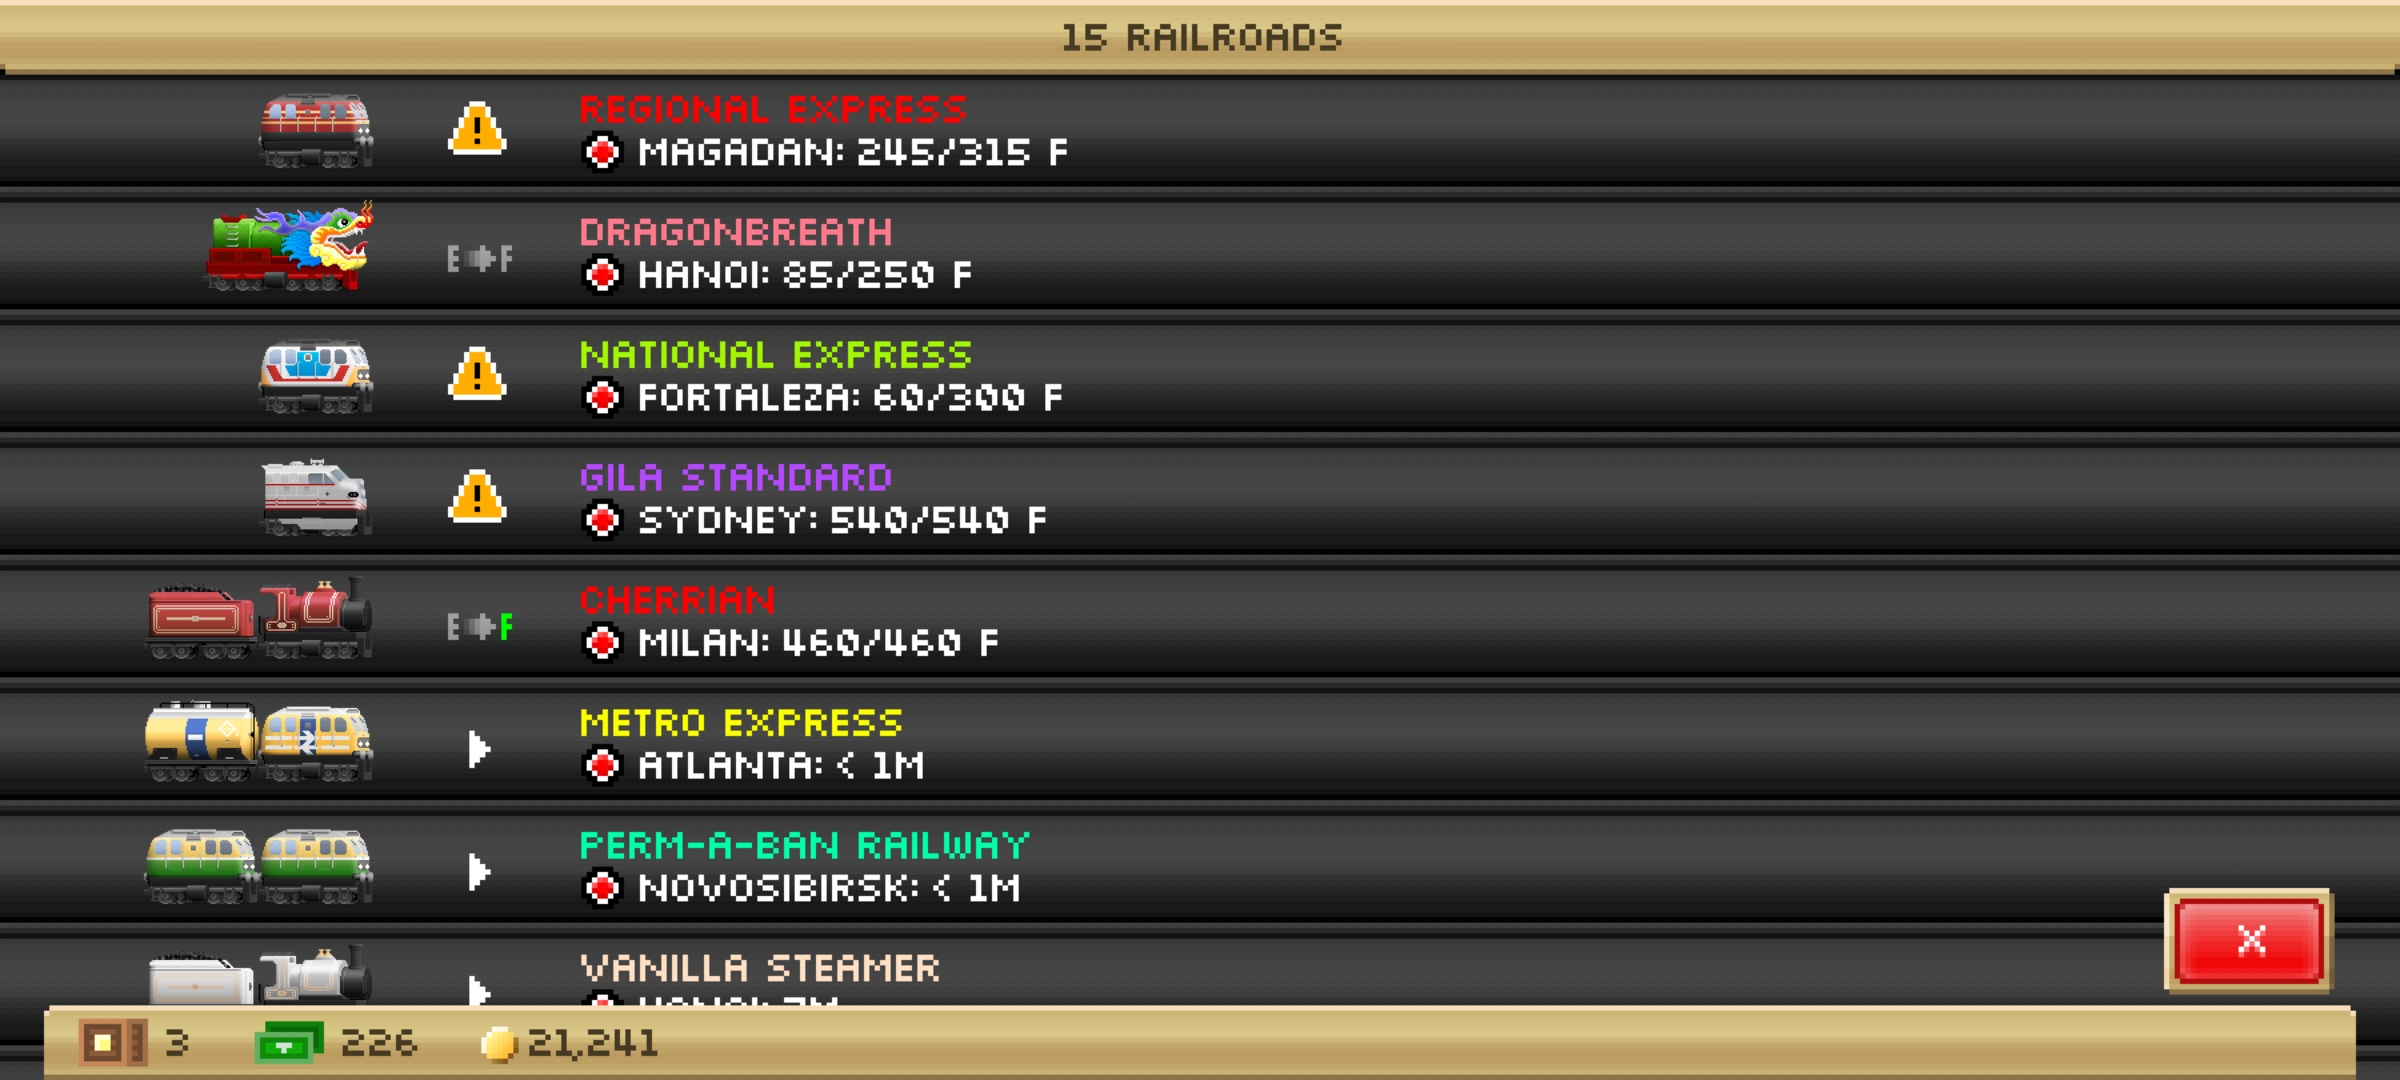 15 RAILROADS
REGIONAL EXPRESS
MAGADAN: 245/315 F
E F
DRAGONBREATH
HANOI: 85/250 F
NATIONAL EXPRESS
FORTALEZA: 60/300 F
GILA STANDARD
SYDNEY: 540/540 F
E F
CHERRIAN
MILAN: 460/460 F
METRO EXPRESS
ATLANTA: < 1M
PERM-A-BAN RAILWAY
NOVOSIBIRSK: < 1M
X
VANILLA STEAMER
3 226 21,241